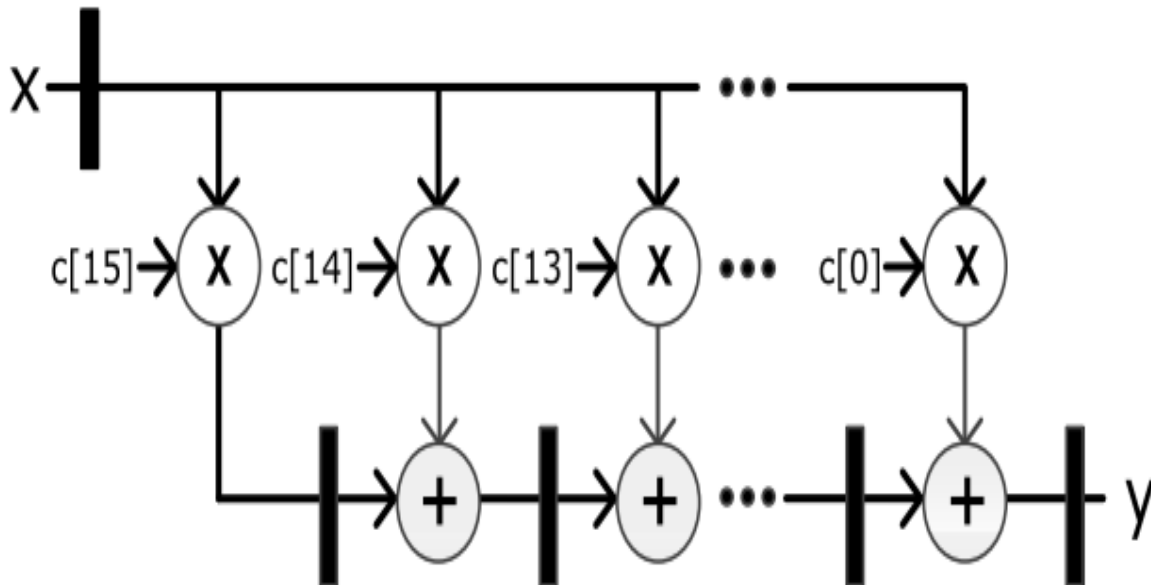 X
c[15] X c[14] X c[13] X ... c[0] X
+ + ... + y